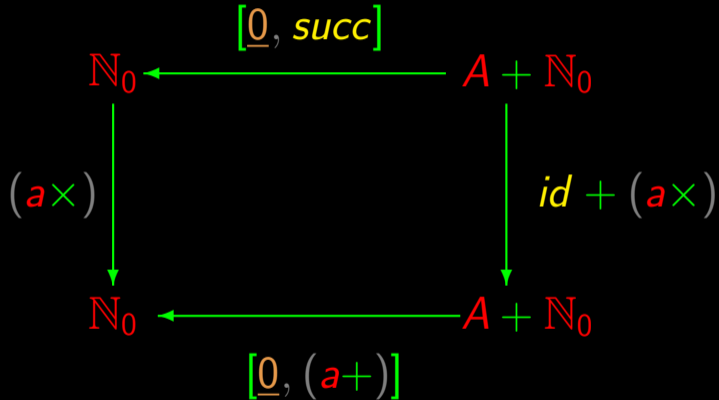 [0, succ]
ℕ₀ A + ℕ₀
(a×) id + (a×)
ℕ₀ A + ℕ₀
[0, (a+)]